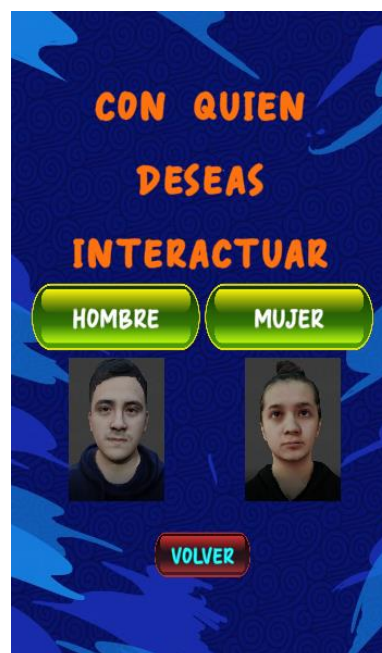 CON QUIEN
DESEAS
INTERACTUAR
HOMBRE MUJER
VOLVER